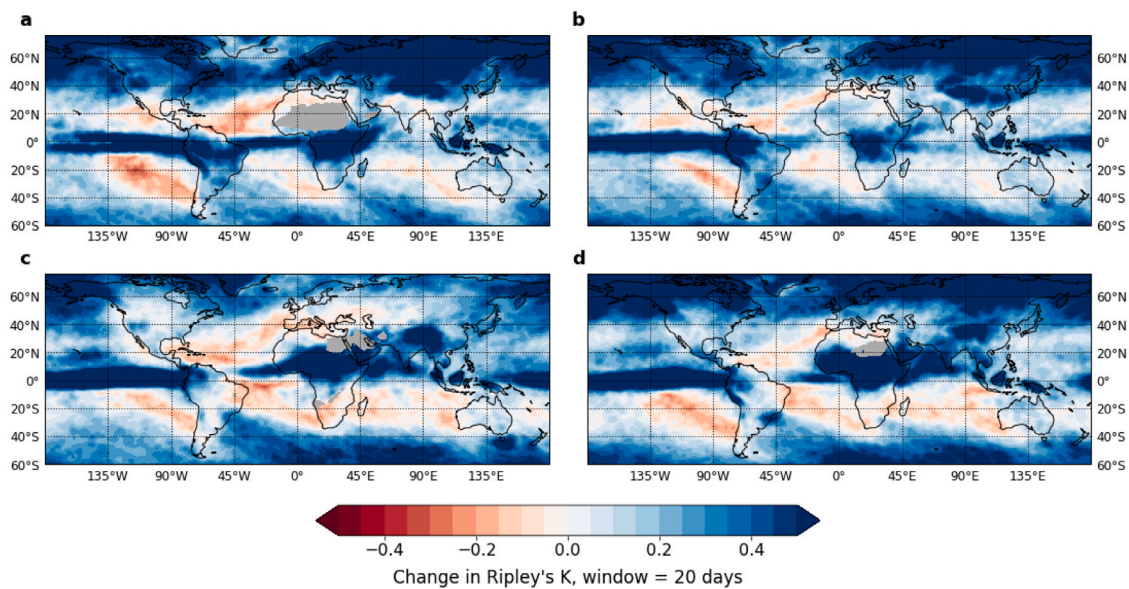 a b
60°N 60°N
40°N 40°N
20°N 20°N
0° 0°
20°S 20°S
40°S 40°S
60°S 60°S
135°W 90°W 45°W 0° 45°E 90°E 135°E 135°W 90°W 45°W 0° 45°E 90°E 135°E
c d
60°N 60°N
40°N 40°N
20°N 20°N
0° 0°
20°S 20°S
40°S 40°S
60°S 60°S
135°W 90°W 45°W 0° 45°E 90°E 135°E 135°W 90°W 45°W 0° 45°E 90°E 135°E
−0.4 −0.2 0.0 0.2 0.4
Change in Ripley's K, window = 20 days